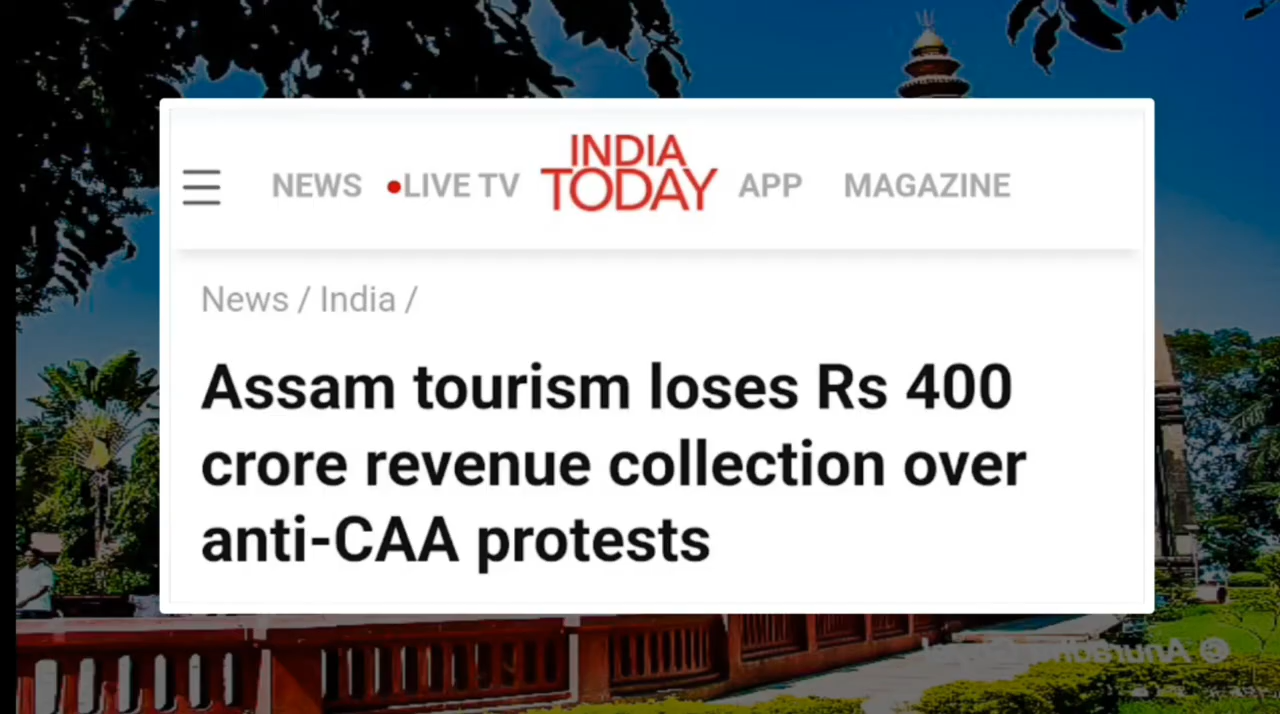 NEWS •LIVE TV INDIA TODAY APP MAGAZINE
News / India /
Assam tourism loses Rs 400
crore revenue collection over
anti-CAA protests